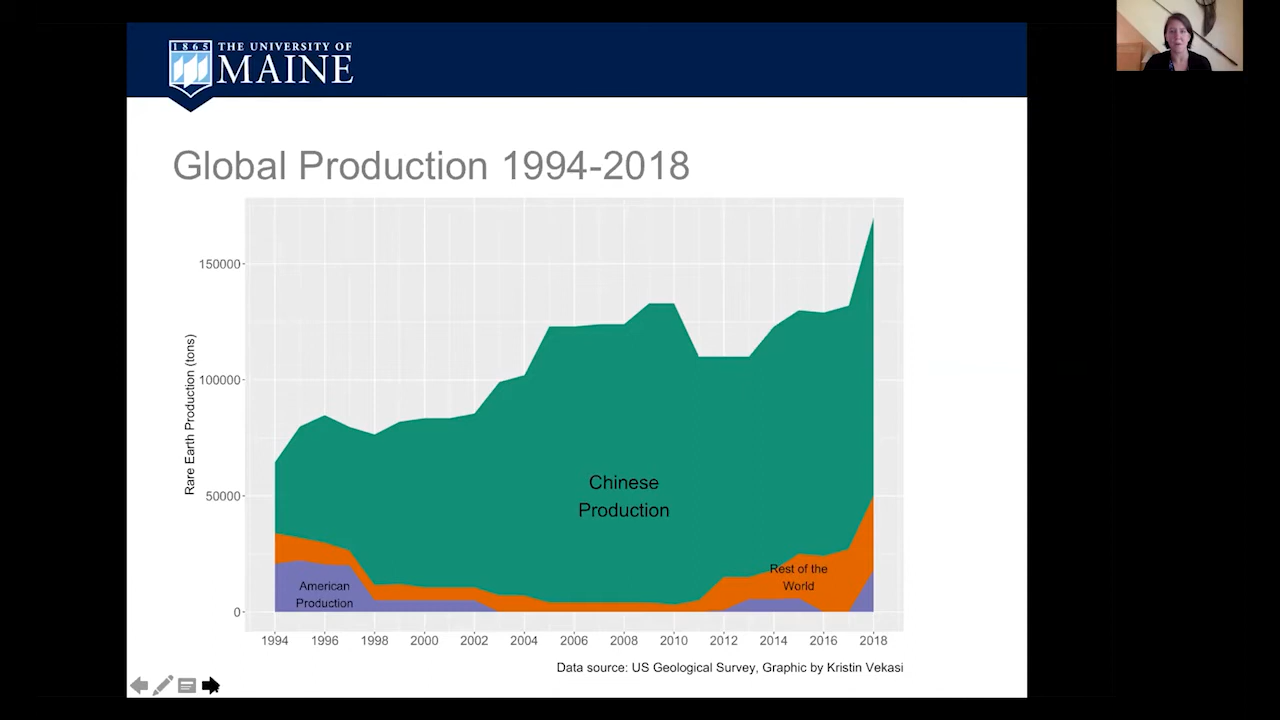 1865
THE UNIVERSITY OF
MAINE
Global Production 1994-2018
Rare Earth Production (tons)
150000
100000
50000
0
Chinese
Production
American
Production
Rest of the
World
1994 1996 1998 2000 2002 2004 2006 2008 2010 2012 2014 2016 2018
Data source: US Geological Survey, Graphic by Kristin Vekasi